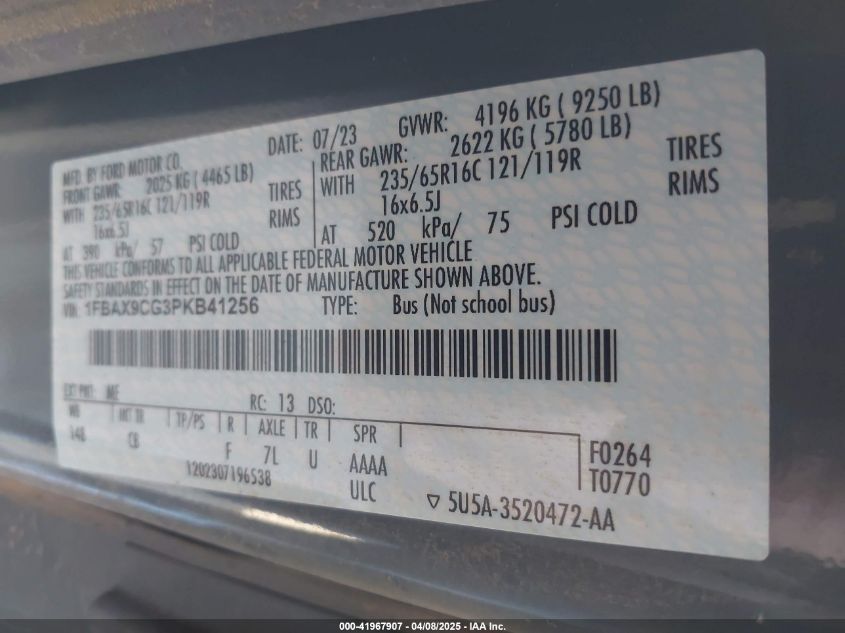 MFD. BY FORD MOTOR CO. DATE: 07/23 GVWR: 4196 KG ( 9250 LB)
FRONT GAWR: 2025 KG ( 4465 LB) REAR GAWR: 2622 KG ( 5780 LB)
WITH 235/65R16C 121/119R TIRES WITH 235/65R16C 121/119R TIRES
16x6.5J RIMS 16x6.5J RIMS
AT 390 kPa/ 57 PSI COLD AT 520 kPa/ 75 PSI COLD
THIS VEHICLE CONFORMS TO ALL APPLICABLE FEDERAL MOTOR VEHICLE
SAFETY STANDARDS IN EFFECT ON THE DATE OF MANUFACTURE SHOWN ABOVE.
VIN: 1FBAX9CG3PKB41256 TYPE: Bus (Not school bus)
EXT PNT: ME RC: 13 DSO:
WB INT TR TP/PS R AXLE TR SPR
148 CB F 7L U AAAA F0264
1202307196538 ULC T0770
▽ 5U5A-3520472-AA
000-41967907 - 04/08/2025 - IAA Inc.